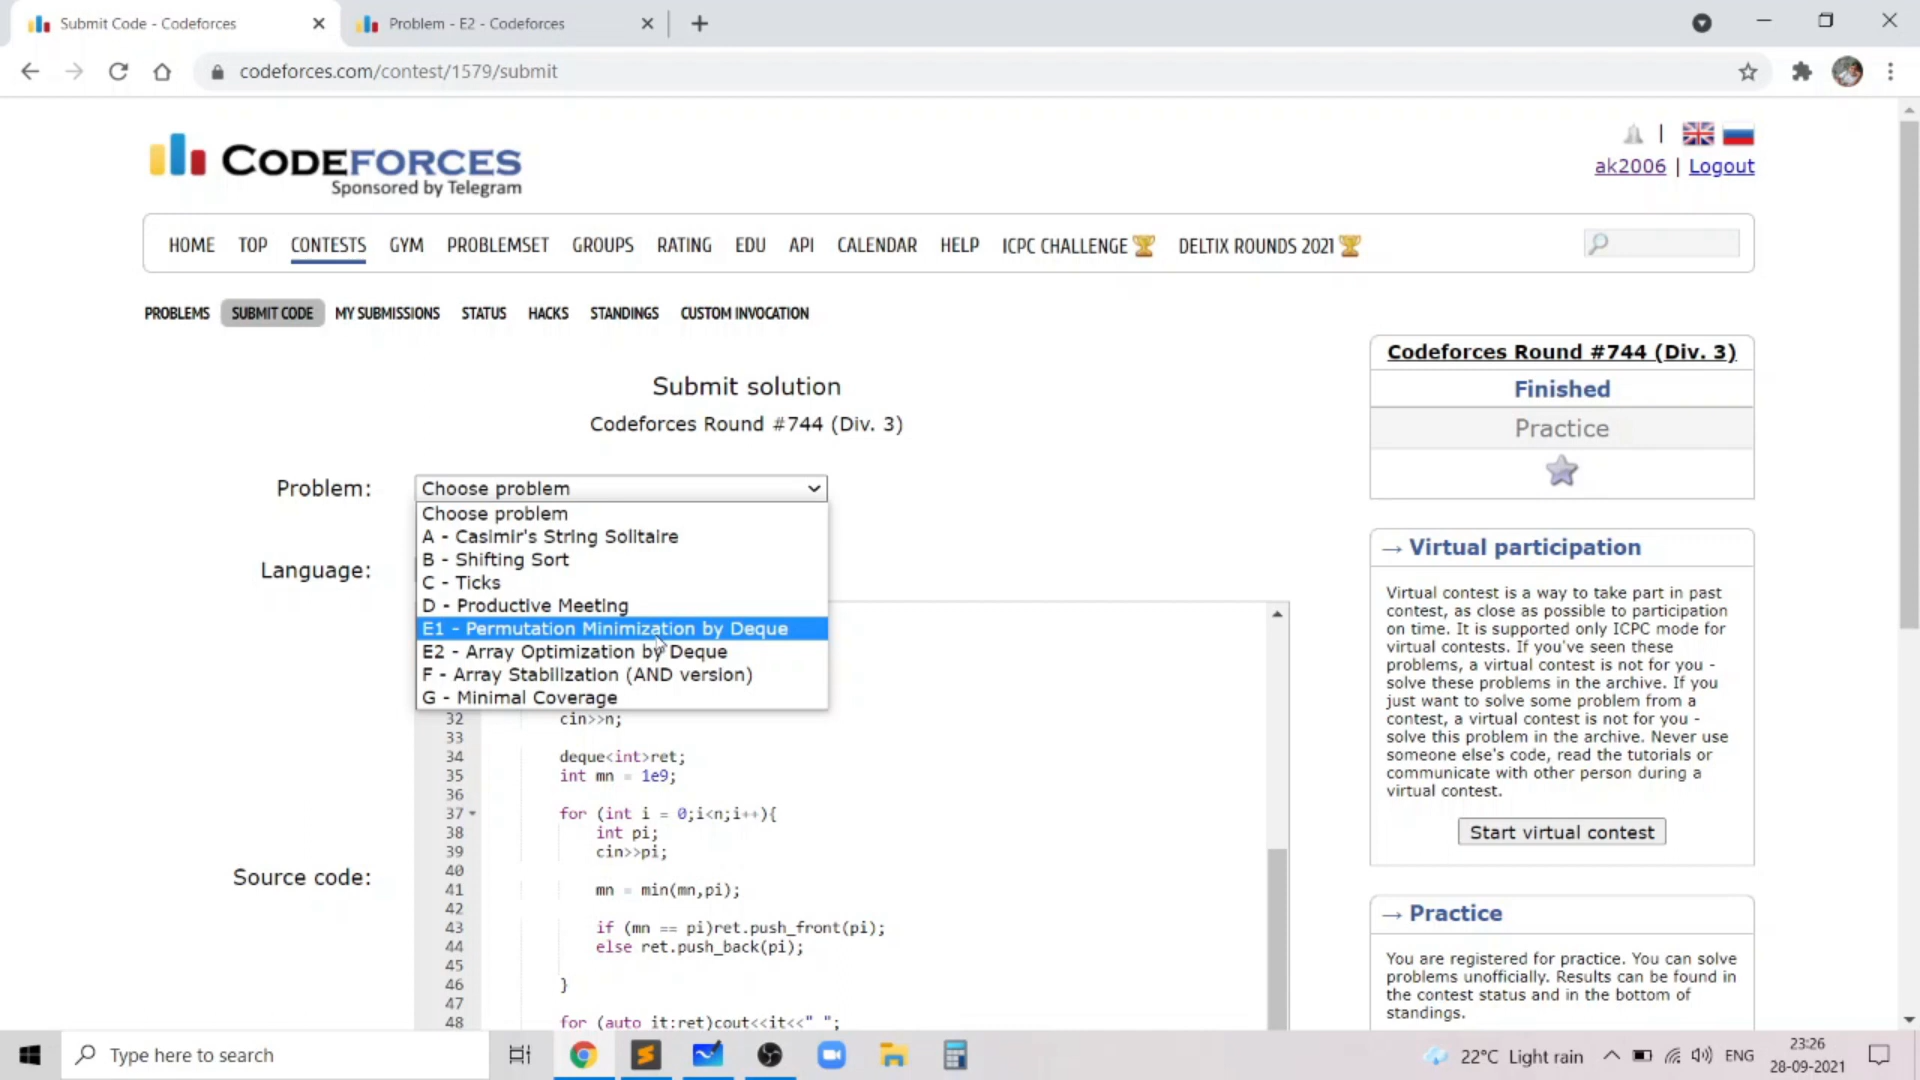 Submit Code - Codeforces
Problem - E2 - Codeforces
codeforces.com/contest/1579/submit
CODEFORCES
Sponsored by Telegram
ak2006 | Logout
HOME TOP CONTESTS GYM PROBLEMSET GROUPS RATING EDU API CALENDAR HELP ICPC CHALLENGE DELTIX ROUNDS 2021
PROBLEMS SUBMIT CODE MY SUBMISSIONS STATUS HACKS STANDINGS CUSTOM INVOCATION
Submit solution
Codeforces Round #744 (Div. 3)
Problem:
Choose problem
Choose problem
A - Casimir's String Solitaire
B - Shifting Sort
C - Ticks
D - Productive Meeting
E1 - Permutation Minimization by Deque
E2 - Array Optimization by Deque
F - Array Stabilization (AND version)
G - Minimal Coverage
Language:
Source code:
32 cin>>n;
33
34 deque<int>ret;
35 int mn = 1e9;
36
37 for (int i = 0;i<n;i++){
38 int pi;
39 cin>>pi;
40
41 mn = min(mn,pi);
42
43 if (mn == pi)ret.push_front(pi);
44 else ret.push_back(pi);
45
46 }
47
48 for (auto it:ret)cout<<it<<" ";
Codeforces Round #744 (Div. 3)
Finished
Practice
→ Virtual participation
Virtual contest is a way to take part in past
contest, as close as possible to participation
on time. It is supported only ICPC mode for
virtual contests. If you've seen these
problems, a virtual contest is not for you -
solve these problems in the archive. If you
just want to solve some problem from a
contest, a virtual contest is not for you -
solve this problem in the archive. Never use
someone else's code, read the tutorials or
communicate with other person during a
virtual contest.
Start virtual contest
→ Practice
You are registered for practice. You can solve
problems unofficially. Results can be found in
the contest status and in the bottom of
standings.
Type here to search
22°C Light rain
ENG
23:26
28-09-2021